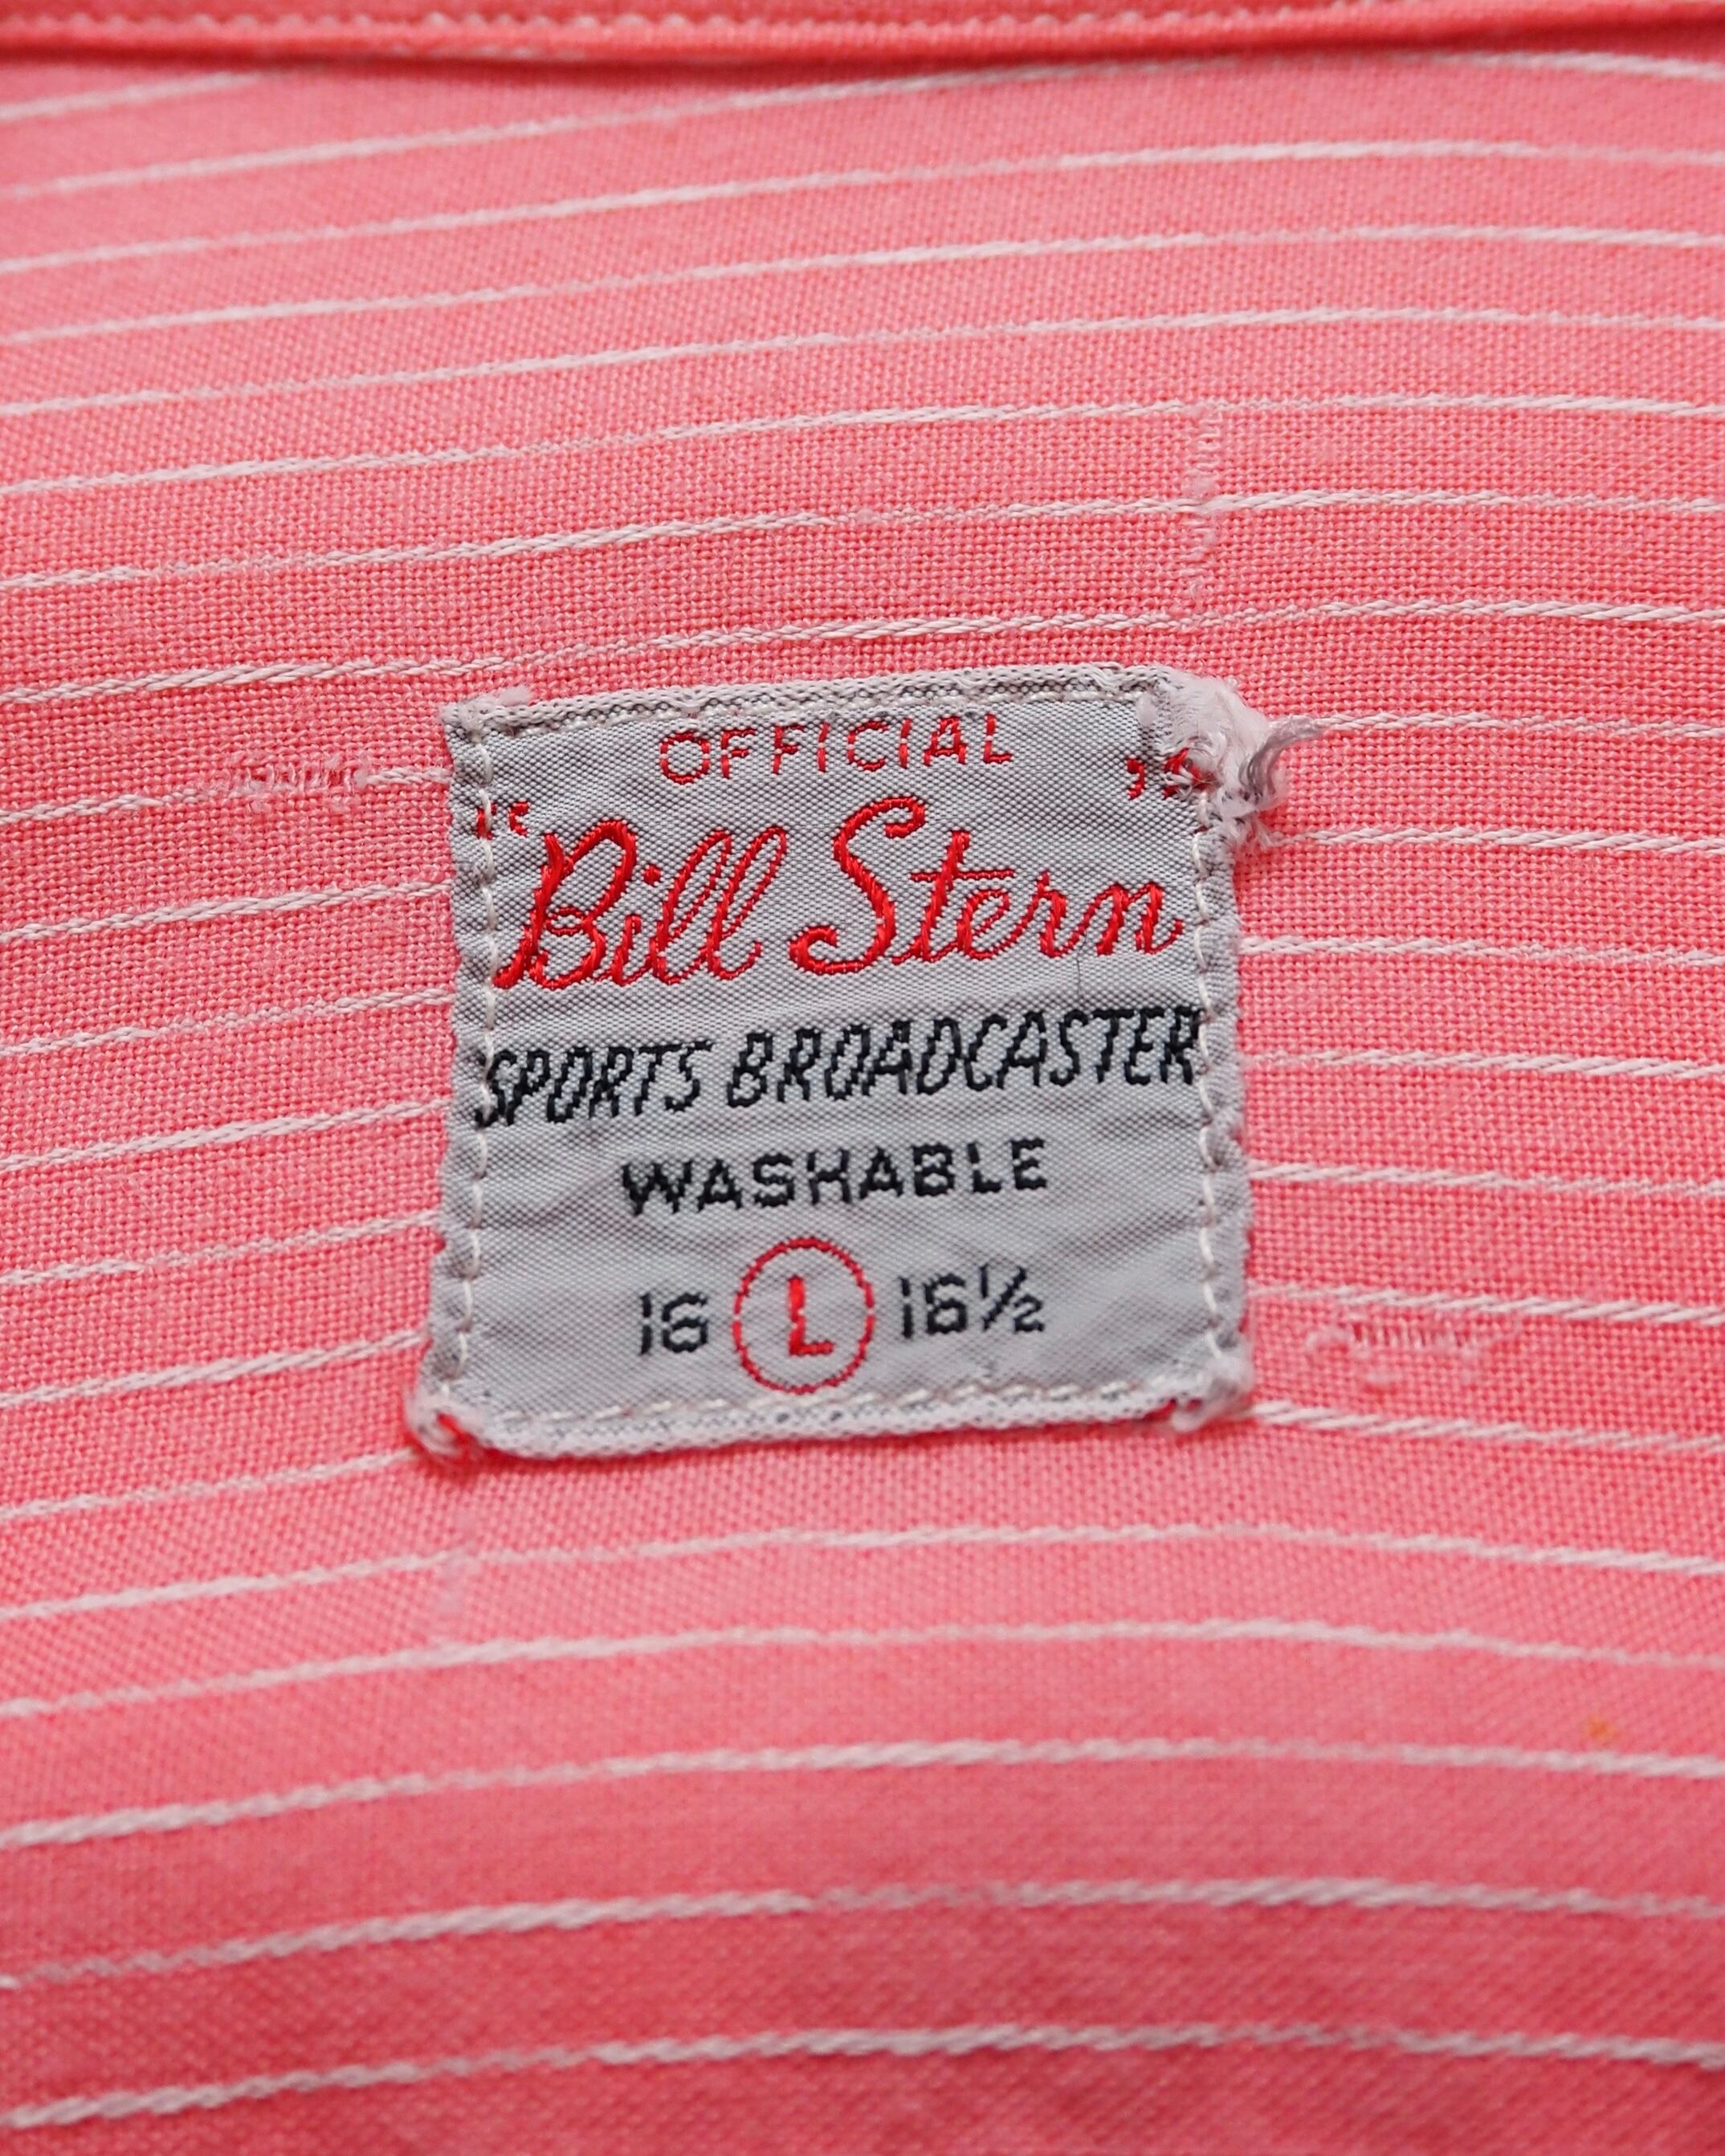 OFFICIAL
"Bill Stern"
SPORTS BROADCASTER
WASHABLE
16 L 16½